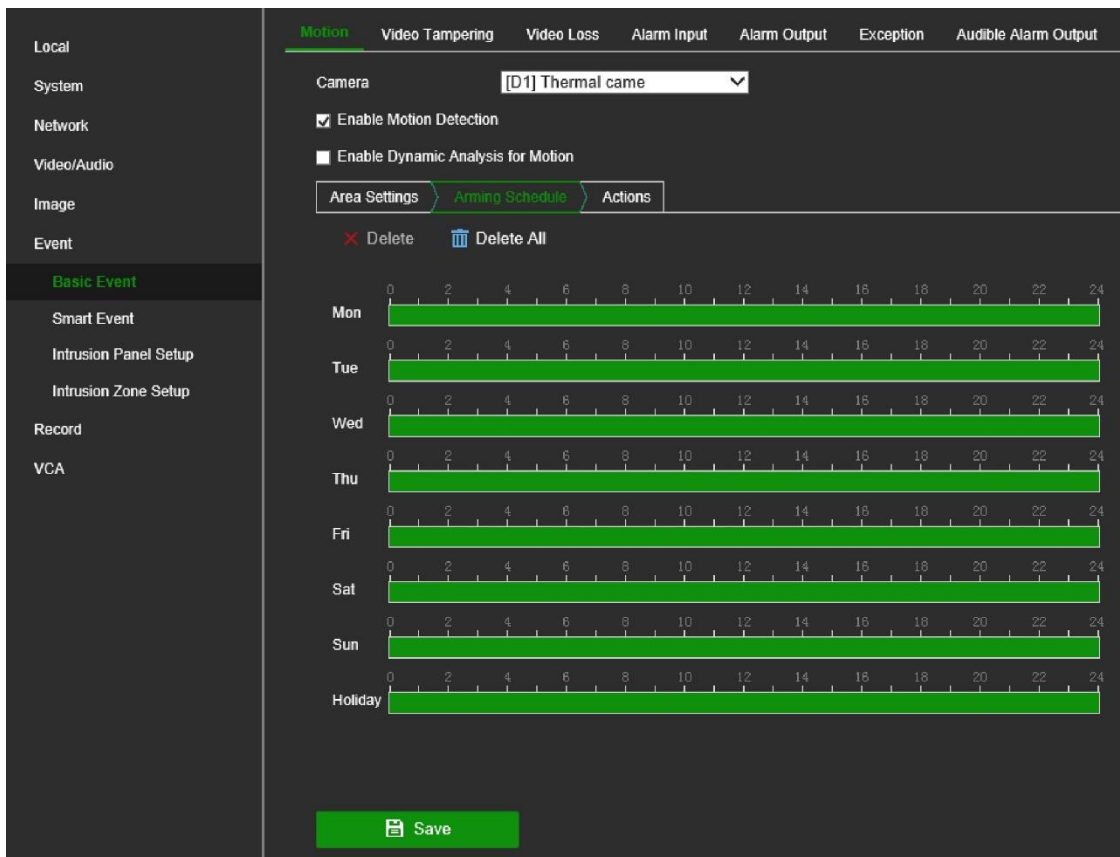 Local
System
Network
Video/Audio
Image
Event
Basic Event
Smart Event
Intrusion Panel Setup
Intrusion Zone Setup
Record
VCA
Motion Video Tampering Video Loss Alarm Input Alarm Output Exception Audible Alarm Output
Camera [D1] Thermal came
Enable Motion Detection
Enable Dynamic Analysis for Motion
Area Settings Arming Schedule Actions
Delete Delete All
0 2 4 6 8 10 12 14 16 18 20 22 24
Mon
0 2 4 6 8 10 12 14 16 18 20 22 24
Tue
0 2 4 6 8 10 12 14 16 18 20 22 24
Wed
0 2 4 6 8 10 12 14 16 18 20 22 24
Thu
0 2 4 6 8 10 12 14 16 18 20 22 24
Fri
0 2 4 6 8 10 12 14 16 18 20 22 24
Sat
0 2 4 6 8 10 12 14 16 18 20 22 24
Sun
0 2 4 6 8 10 12 14 16 18 20 22 24
Holiday
Save